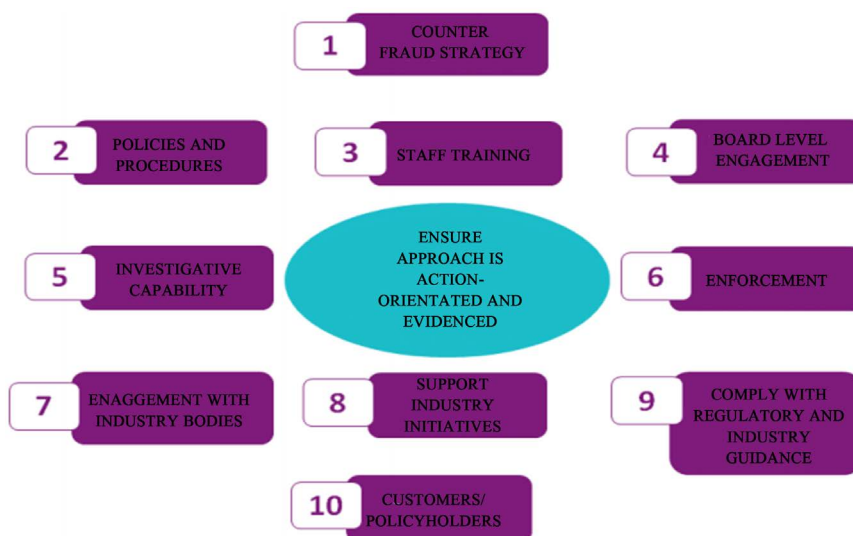 1
COUNTER
FRAUD STRATEGY
2
POLICIES AND
PROCEDURES
3
STAFF TRAINING
4
BOARD LEVEL
ENGAGEMENT
ENSURE
APPROACH IS
ACTION-
ORIENTATED AND
EVIDENCED
5
INVESTIGATIVE
CAPABILITY
6
ENFORCEMENT
7
ENAGGEMENT WITH
INDUSTRY BODIES
8
SUPPORT
INDUSTRY
INITIATIVES
9
COMPLY WITH
REGULATORY AND
INDUSTRY
GUIDANCE
10
CUSTOMERS/
POLICYHOLDERS